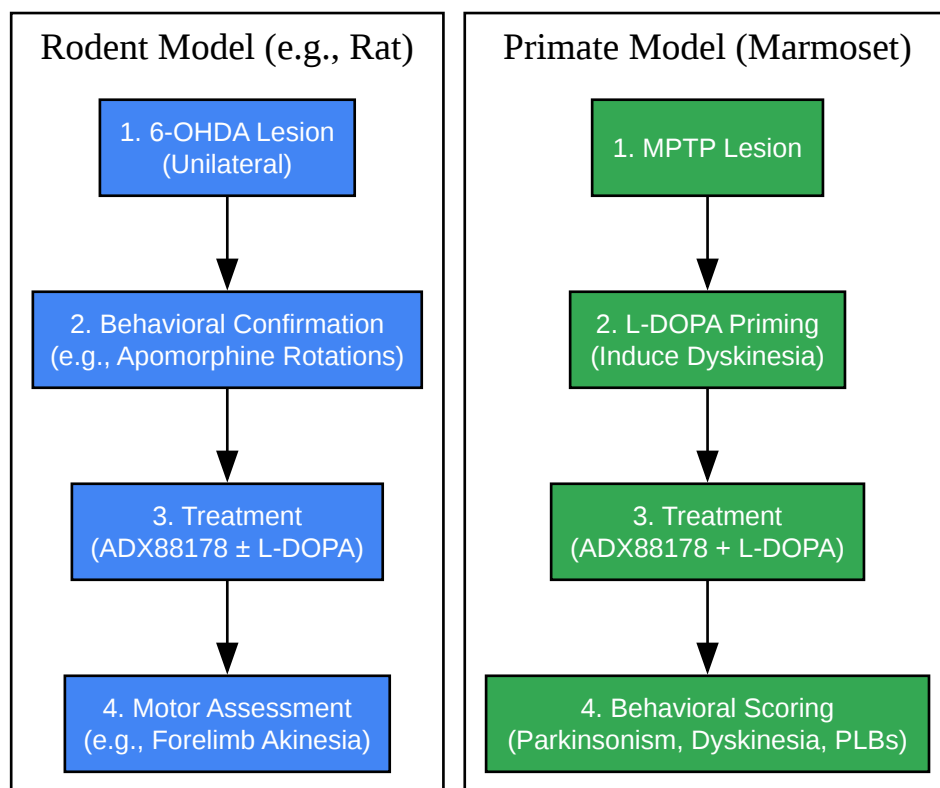 Rodent Model (e.g., Rat)
1. 6-OHDA Lesion
(Unilateral)
2. Behavioral Confirmation
(e.g., Apomorphine Rotations)
3. Treatment
(ADX88178 ± L-DOPA)
4. Motor Assessment
(e.g., Forelimb Akinesia)
Primate Model (Marmoset)
1. MPTP Lesion
2. L-DOPA Priming
(Induce Dyskinesia)
3. Treatment
(ADX88178 + L-DOPA)
4. Behavioral Scoring
(Parkinsonism, Dyskinesia, PLBs)